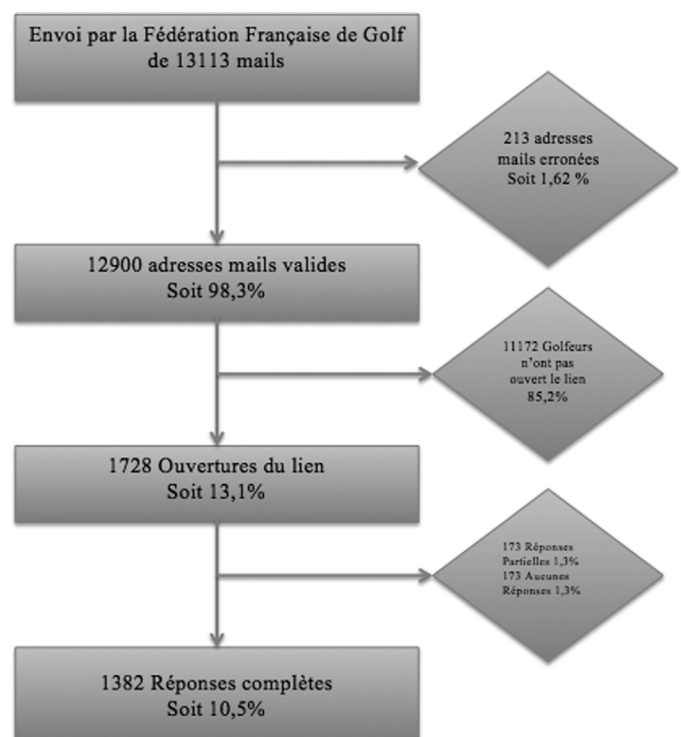 Envoi par la Fédération Française de Golf
de 13113 mails
213 adresses
mails erronées
Soit 1,62 %
12900 adresses mails valides
Soit 98,3%
11172 Golfeurs
n'ont pas
ouvert le lien
85,2%
1728 Ouvertures du lien
Soit 13,1%
173 Réponses
Partielles 1,3%
173 Aucunes
Réponses 1,3%
1382 Réponses complètes
Soit 10,5%